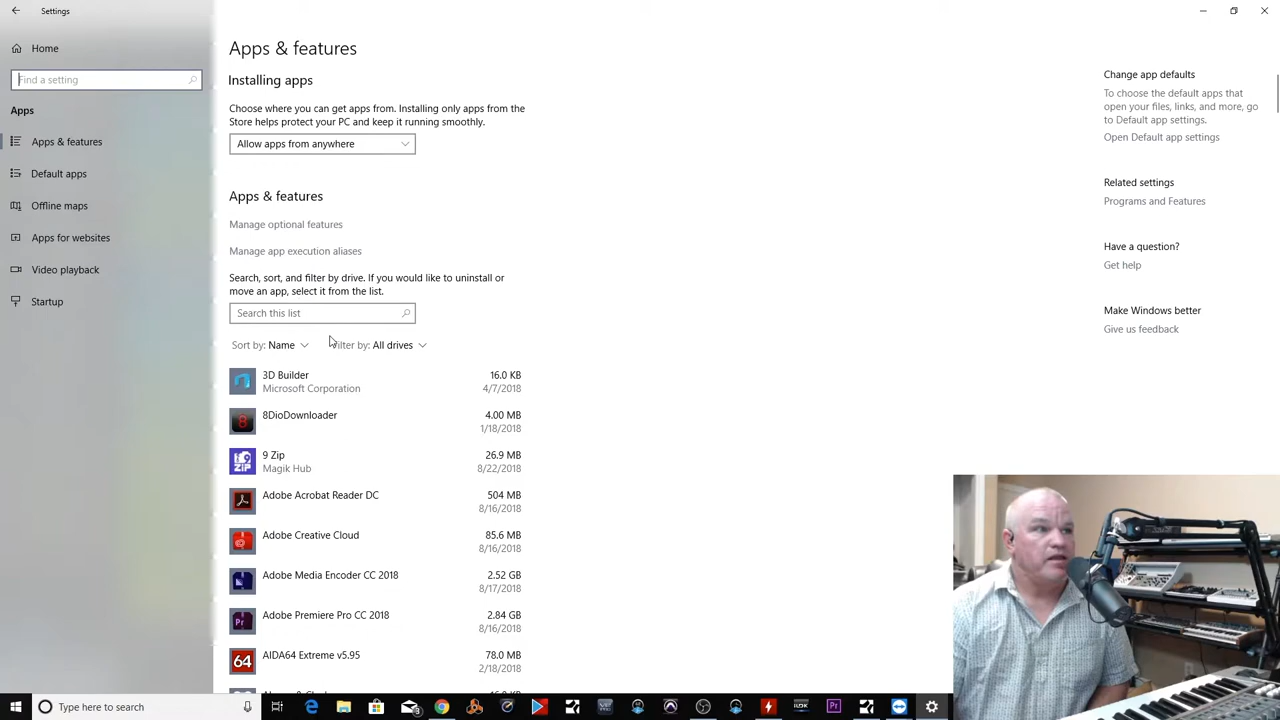 Settings
Home
Find a setting
Apps
Apps & features
Default apps
Offline maps
Apps for websites
Video playback
Startup
Apps & features
Installing apps
Choose where you can get apps from. Installing only apps from the
Store helps protect your PC and keep it running smoothly.
Allow apps from anywhere
Apps & features
Manage optional features
Manage app execution aliases
Search, sort, and filter by drive. If you would like to uninstall or
move an app, select it from the list.
Search this list
Sort by: Name
Filter by: All drives
3D Builder 16.0 KB
Microsoft Corporation 4/7/2018
8DioDownloader 4.00 MB
1/18/2018
9 Zip 26.9 MB
Magik Hub 8/22/2018
Adobe Acrobat Reader DC 504 MB
8/16/2018
Adobe Creative Cloud 85.6 MB
8/16/2018
Adobe Media Encoder CC 2018 2.52 GB
8/17/2018
Adobe Premiere Pro CC 2018 2.84 GB
8/16/2018
AIDA64 Extreme v5.95 78.0 MB
2/18/2018
Change app defaults
To choose the default apps that
open your files, links, and more, go
to Default app settings.
Open Default app settings
Related settings
Programs and Features
Have a question?
Get help
Make Windows better
Give us feedback
Type here to search